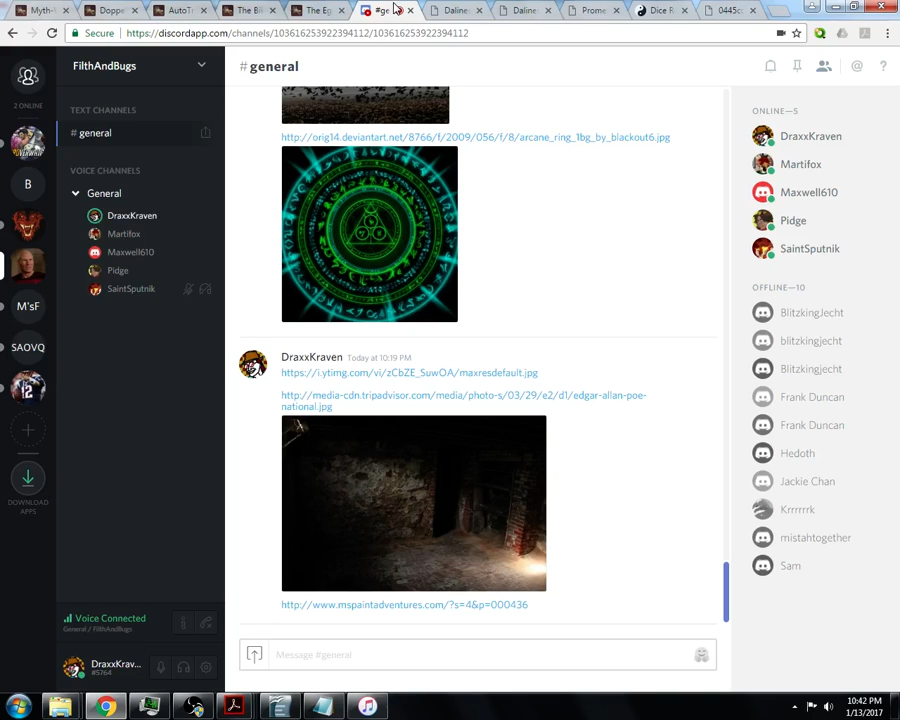 Myth-
Doppe
AutoTr
The Bi
The Eg
#ge
Daline
Daline
Prome
Dice R
0445c
Secure
https://discordapp.com/channels/103616253922394112/103616253922394112
2 ONLINE
B
M'sF
SAOVQ
12
DOWNLOAD
APPS
FilthAndBugs
TEXT CHANNELS
# general
VOICE CHANNELS
General
DraxxKraven
Martifox
Maxwell610
Pidge
SaintSputnik
Voice Connected
General / FilthAndBugs
DraxxKrav...
#5764
# general
@
?
http://orig14.deviantart.net/8766/f/2009/056/f/8/arcane_ring_1bg_by_blackout6.jpg
DraxxKraven Today at 10:19 PM
https://i.ytimg.com/vi/zCbZE_SuwOA/maxresdefault.jpg
http://media-cdn.tripadvisor.com/media/photo-s/03/29/e2/d1/edgar-allan-poe-
national.jpg
http://www.mspaintadventures.com/?s=4&p=000436
Message #general
ONLINE—5
DraxxKraven
Martifox
Maxwell610
Pidge
SaintSputnik
OFFLINE—10
BlitzkingJecht
blitzkingjecht
Blitzkingjecht
Frank Duncan
Frank Duncan
Hedoth
Jackie Chan
Krrrrrrk
mistahtogether
Sam
10:42 PM
1/13/2017